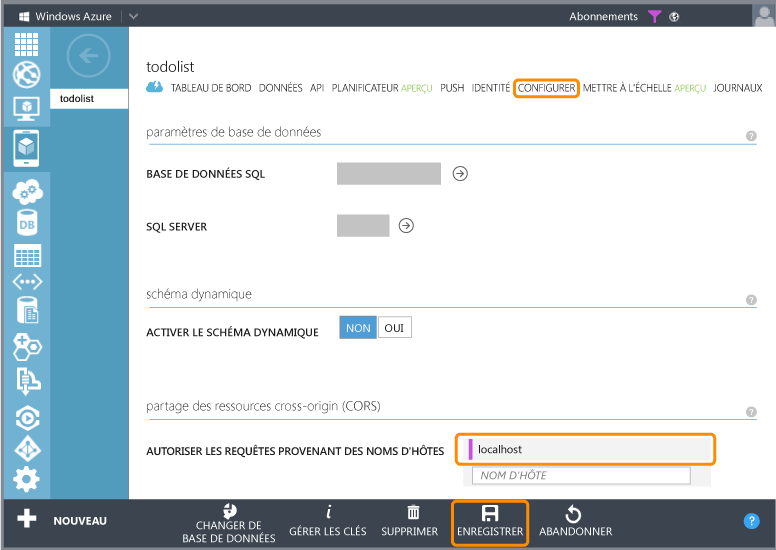 Windows Azure
Abonnements
todolist
todolist
TABLEAU DE BORD DONNÉES API PLANIFICATEUR APERÇU PUSH IDENTITÉ CONFIGURER METTRE À L'ÉCHELLE APERÇU JOURNAUX
paramètres de base de données ?
BASE DE DONNÉES SQL
SQL SERVER
DB
schéma dynamique ?
ACTIVER LE SCHÉMA DYNAMIQUE NON OUI
partage des ressources cross-origin (CORS) ?
AUTORISER LES REQUÊTES PROVENANT DES NOMS D'HÔTES localhost
NOM D'HÔTE
NOUVEAU
CHANGER DE
BASE DE DONNÉES
GÉRER LES CLÉS
SUPPRIMER
ENREGISTRER
ABANDONNER
?